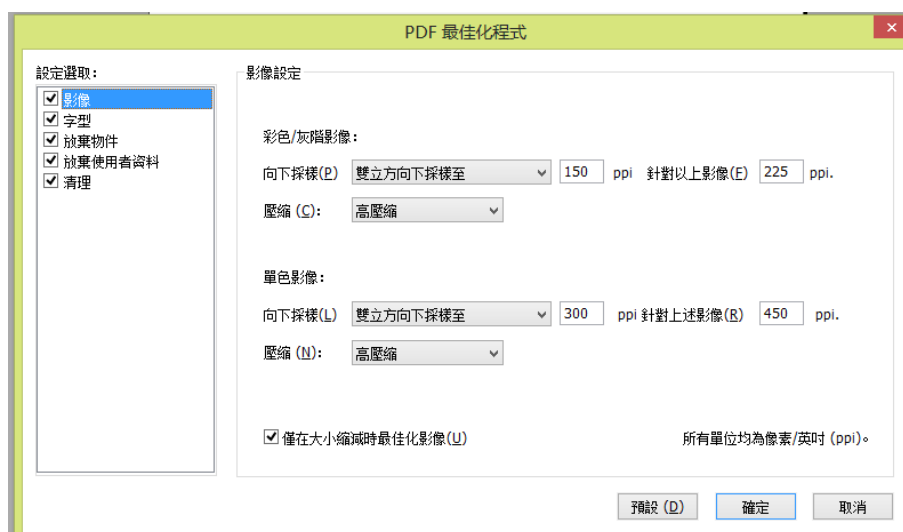 PDF 最佳化程式
設定選取：
影像
字型
放棄物件
放棄使用者資料
清理
影像設定
彩色/灰階影像：
向下採樣(P) 雙立方向下採樣至 150 ppi 針對以上影像(F) 225 ppi.
壓縮 (C)： 高壓縮
單色影像：
向下採樣(L) 雙立方向下採樣至 300 ppi 針對上述影像(R) 450 ppi.
壓縮 (N)： 高壓縮
僅在大小縮減時最佳化影像(U) 所有單位均為像素/英吋 (ppi)。
預設 (D) 確定 取消